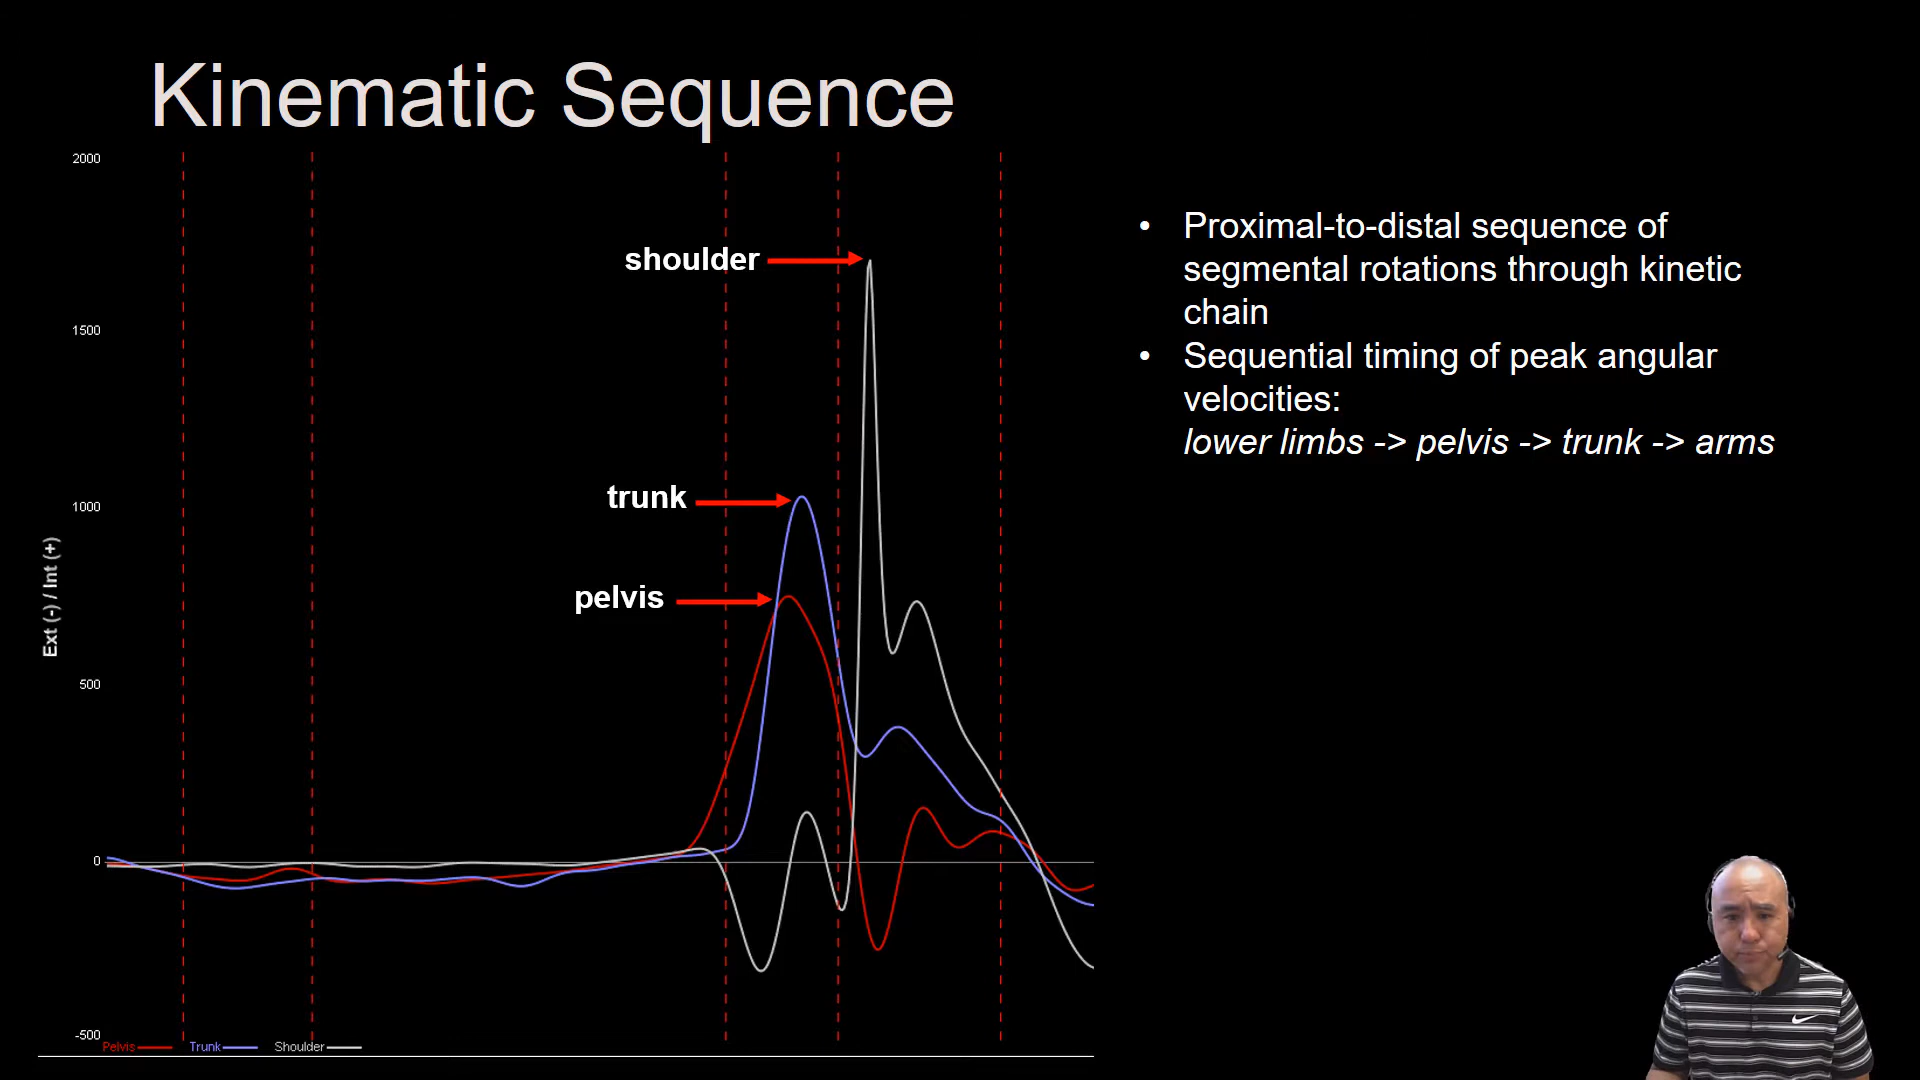 Kinematic Sequence
2000
1500
1000
500
0
-500
Ext (-) / Int (+)
shoulder
trunk
pelvis
Pelvis
Trunk
Shoulder
• Proximal-to-distal sequence of
segmental rotations through kinetic
chain
• Sequential timing of peak angular
velocities:
lower limbs -> pelvis -> trunk -> arms